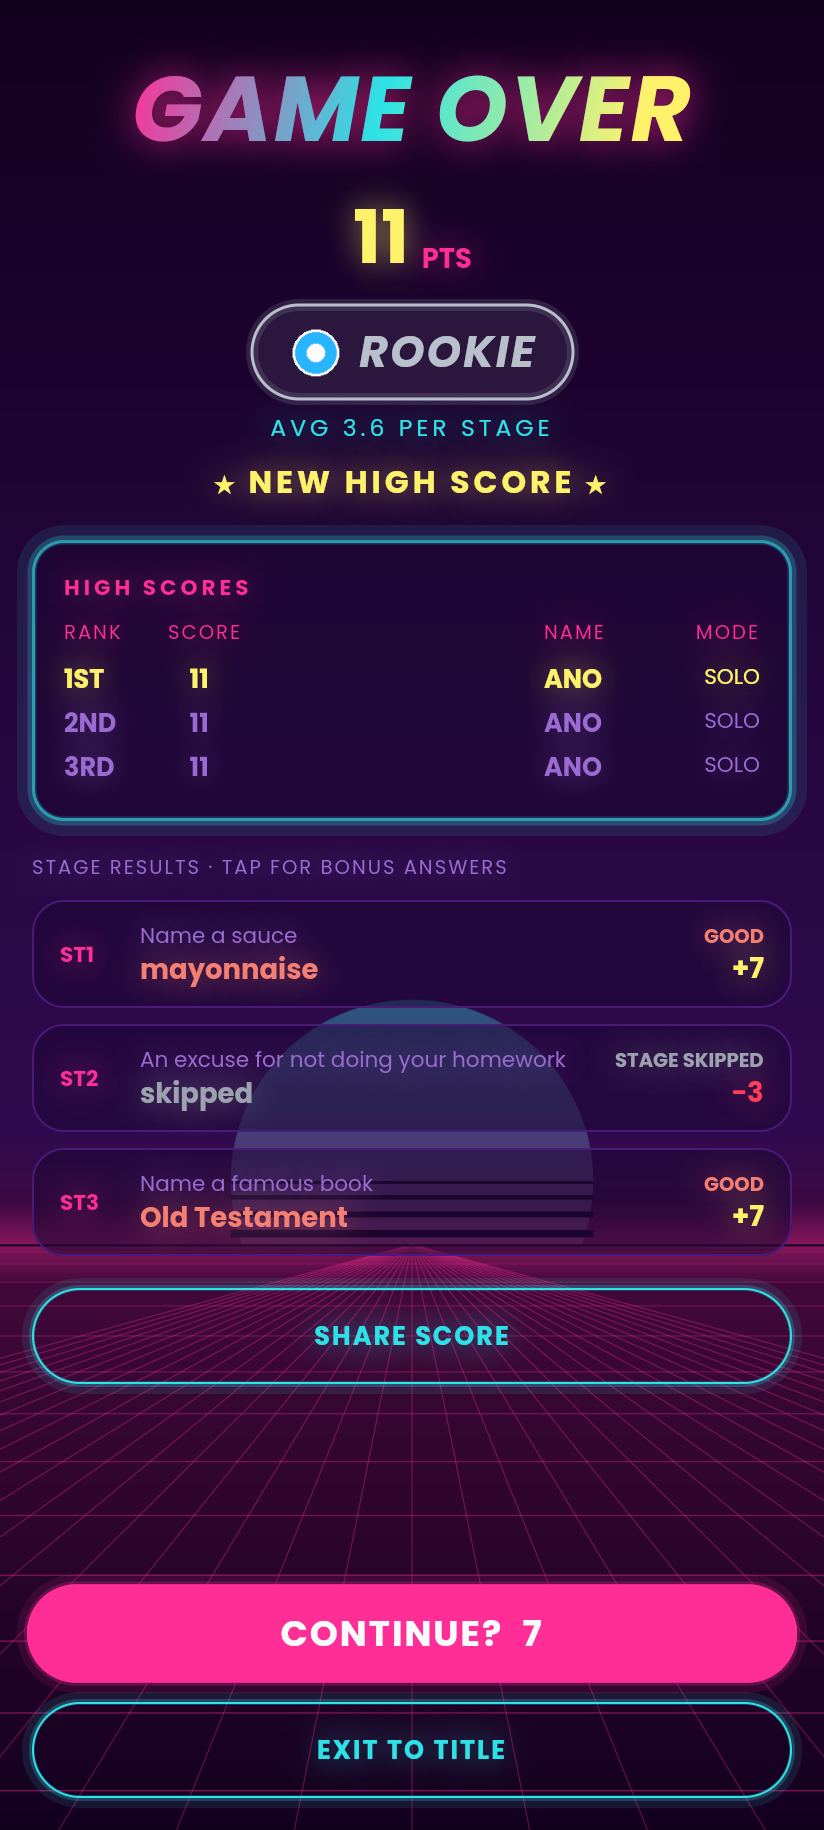 GAME OVER
11 PTS
ROOKIE
AVG 3.6 PER STAGE
★ NEW HIGH SCORE ★
HIGH SCORES
RANK SCORE NAME MODE
1ST 11 ANO SOLO
2ND 11 ANO SOLO
3RD 11 ANO SOLO
STAGE RESULTS · TAP FOR BONUS ANSWERS
ST1 Name a sauce GOOD
mayonnaise +7
ST2 An excuse for not doing your homework STAGE SKIPPED
skipped −3
ST3 Name a famous book GOOD
Old Testament +7
SHARE SCORE
CONTINUE? 7
EXIT TO TITLE